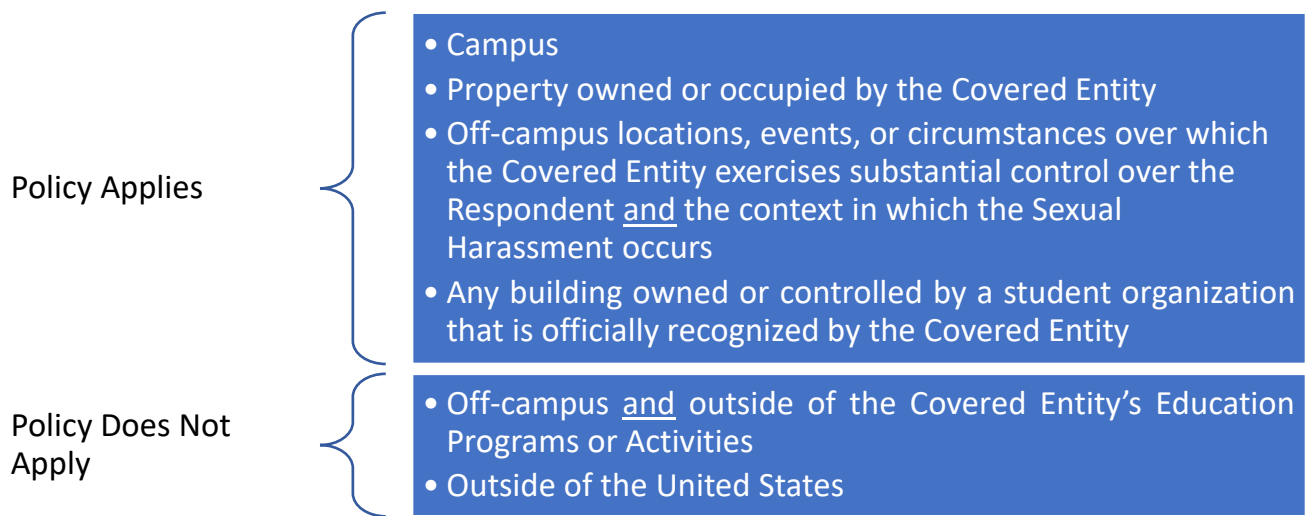 Policy Applies
• Campus
• Property owned or occupied by the Covered Entity
• Off-campus locations, events, or circumstances over which
the Covered Entity exercises substantial control over the
Respondent and the context in which the Sexual
Harassment occurs
• Any building owned or controlled by a student organization
that is officially recognized by the Covered Entity
Policy Does Not
Apply
• Off-campus and outside of the Covered Entity’s Education
Programs or Activities
• Outside of the United States